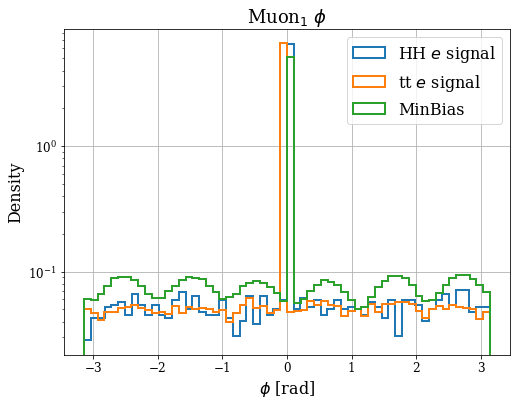 Muon₁ ϕ
HH e signal
tt e signal
MinBias
Density
10⁰
10⁻¹
−3 −2 −1 0 1 2 3
ϕ [rad]